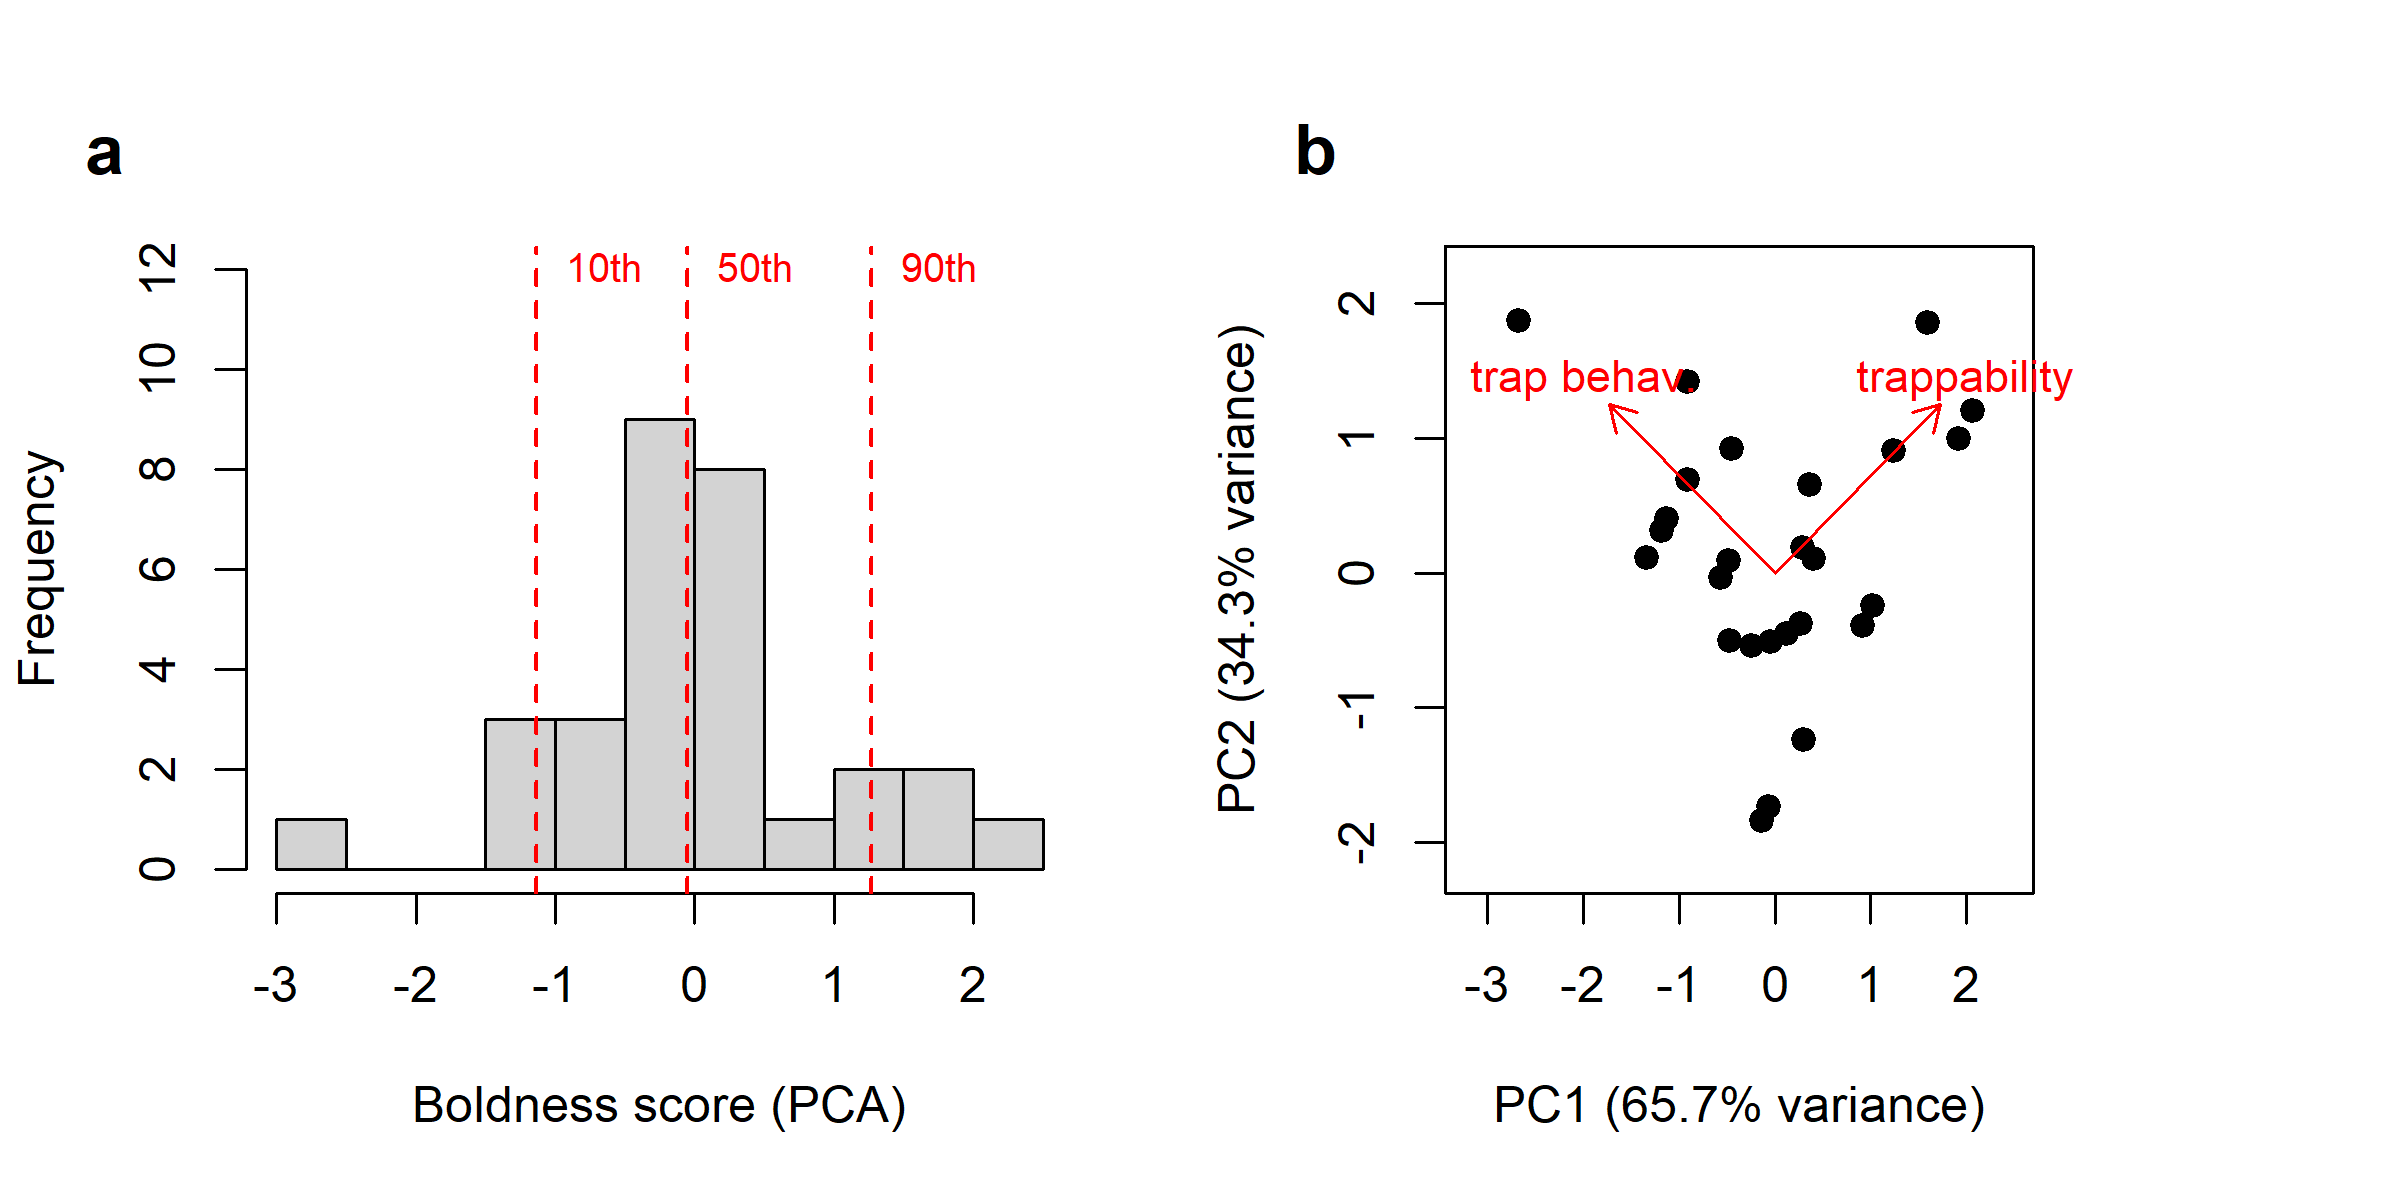 a
12
10
8
6
4
2
0
Frequency
10th
50th
90th
-3 -2 -1 0 1 2
Boldness score (PCA)
b
2
1
0
-1
-2
PC2 (34.3% variance)
trap behav.
trappability
-3 -2 -1 0 1 2
PC1 (65.7% variance)